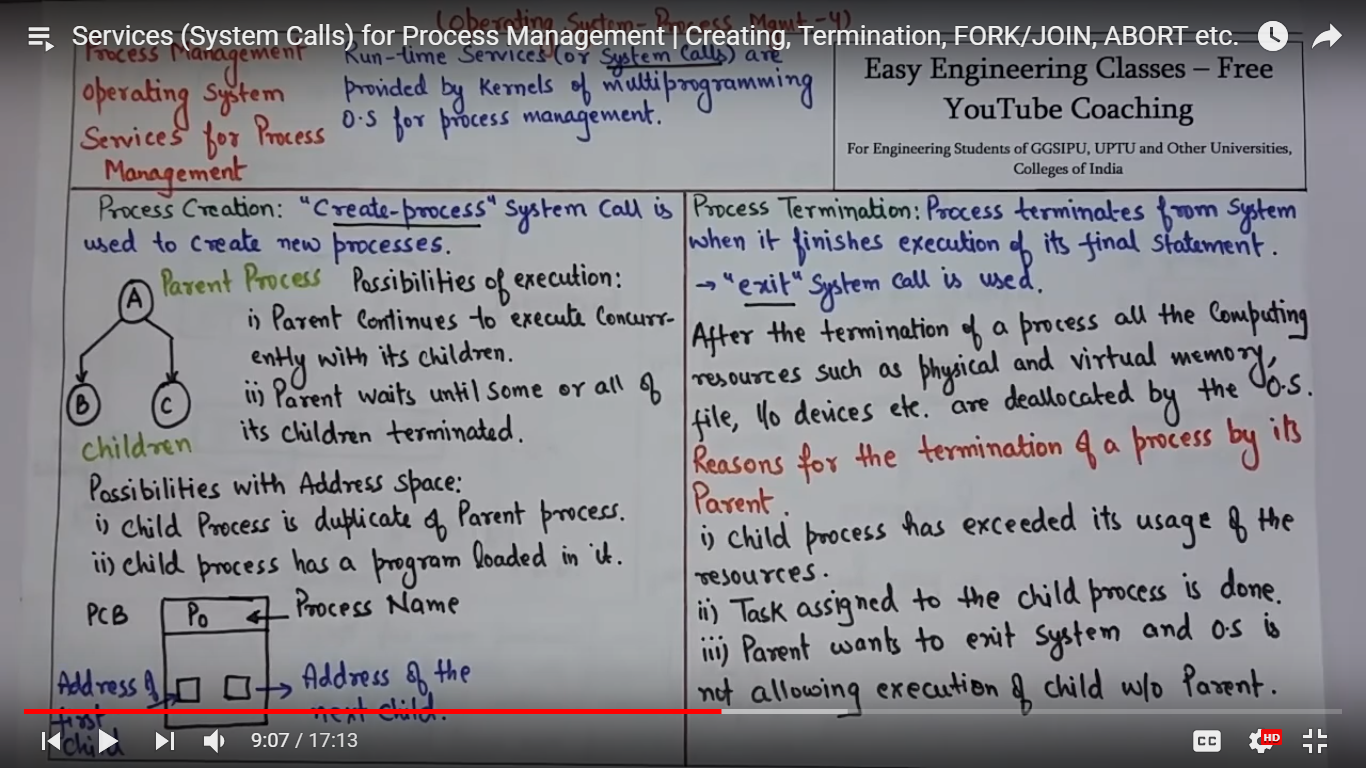 (Operating System - Process Mgmt - 4)
Services (System Calls) for Process Management | Creating, Termination, FORK/JOIN, ABORT etc.
Process Management
Operating System
Services for Process
Management
Run-time Services (or System Calls) are
provided by Kernels of multiprogramming
O.S for process management.
Easy Engineering Classes – Free
YouTube Coaching
For Engineering Students of GGSIPU, UPTU and Other Universities,
Colleges of India
Process Creation: "Create-process" System Call is
used to create new processes.
Parent Process
A
B
C
Children
Possibilities of execution:
i) Parent Continues to execute Concurr-
ently with its children.
ii) Parent waits until some or all of
its children terminated.
Possibilities with Address space:
i) Child Process is duplicate of Parent process.
ii) Child process has a program loaded in it.
PCB
P0
Process Name
Address of
first
child
Address of the
next child.
Process Termination: Process terminates from system
when it finishes execution of its final statement.
→ "exit" System call is used.
After the termination of a process all the Computing
resources such as physical and virtual memory,
file, I/o devices etc. are deallocated by the O.S.
Reasons for the termination of a process by its
Parent.
i) Child process has exceeded its usage of the
resources.
ii) Task assigned to the child process is done.
iii) Parent wants to exit system and O.S is
not allowing execution of child w/o Parent.
9:07 / 17:13
CC
HD